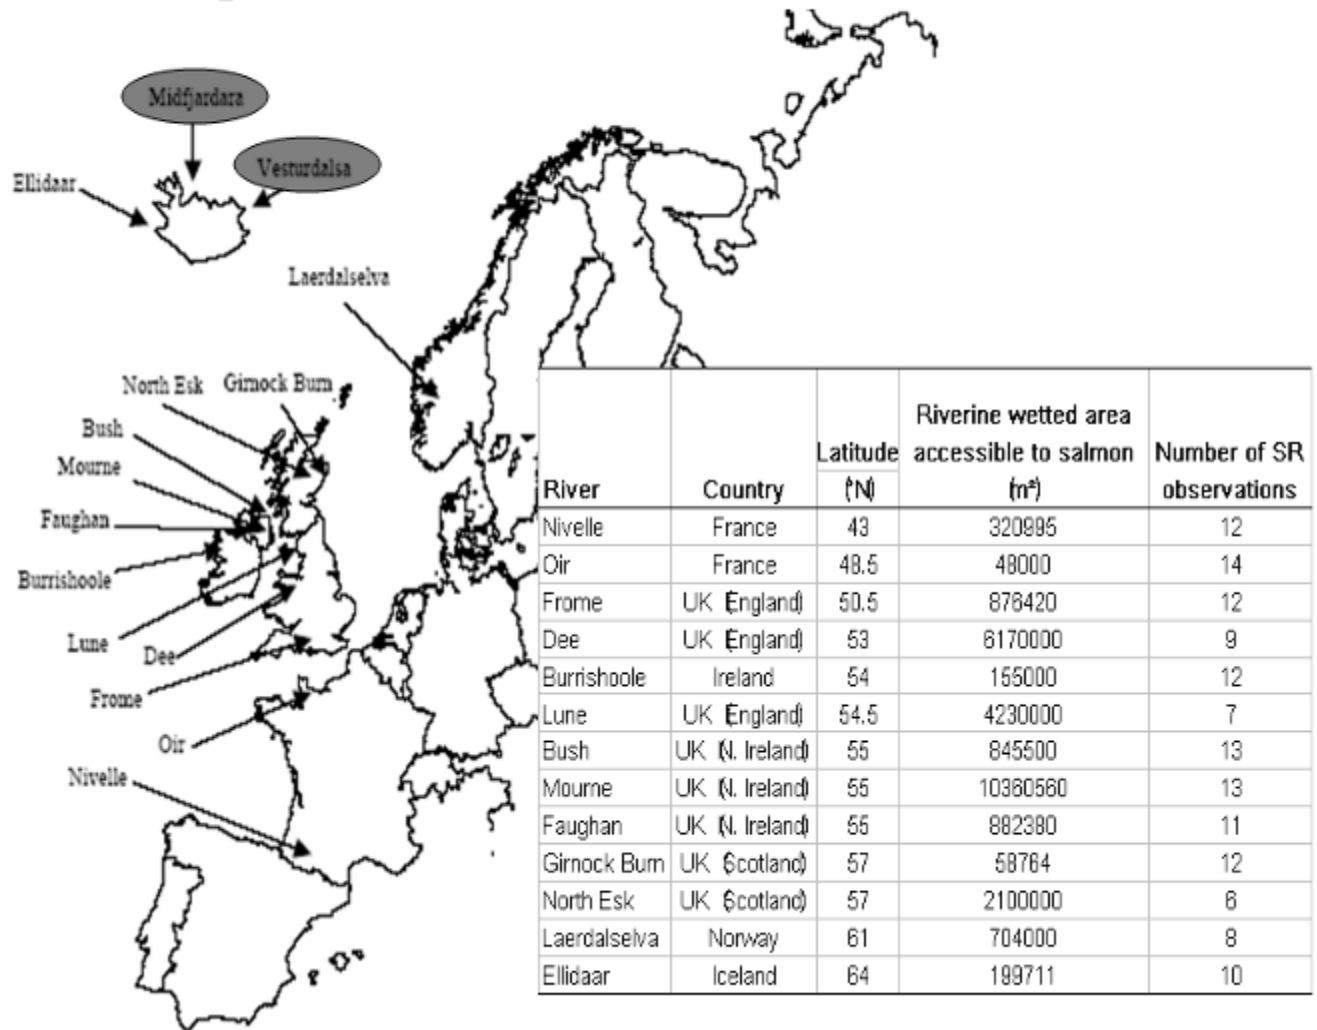 Midfjardara
Vesturdalsa
Ellidaar
Laerdalselva
North Esk Girnock Burn
Bush
Mourne
Faughan
Burrishoole
Lune
Dee
Frome
Oir
Nivelle
River Country Latitude (°N) Riverine wetted area accessible to salmon (m²) Number of SR observations
Nivelle France 43 320995 12
Oir France 48.5 48000 14
Frome UK (England) 50.5 876420 12
Dee UK (England) 53 6170000 9
Burrishoole Ireland 54 155000 12
Lune UK (England) 54.5 4230000 7
Bush UK (N. Ireland) 55 845500 13
Mourne UK (N. Ireland) 55 10360560 13
Faughan UK (N. Ireland) 55 882380 11
Girnock Burn UK (Scotland) 57 58764 12
North Esk UK (Scotland) 57 2100000 6
Laerdalselva Norway 61 704000 8
Ellidaar Iceland 64 199711 10